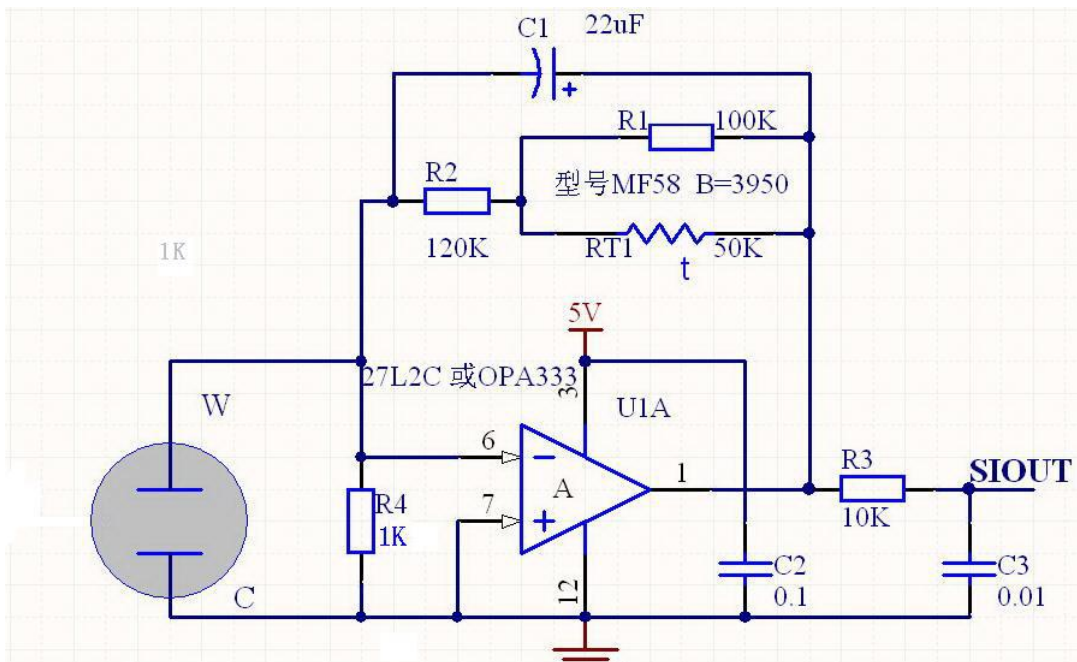 C1 22uF
R1 100K
R2 型号MF58 B=3950
120K RT1 50K
1K t
5V
27L2C 或OPA333
3
W U1A
6
R3 SIOUT
7 A 1
R4
1K 10K
C2 C3
12
C 0.1 0.01